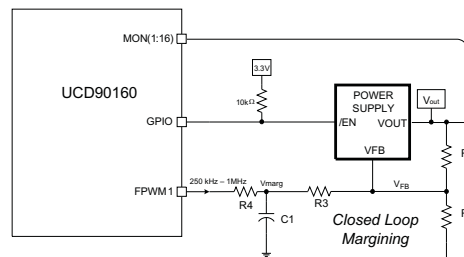 MON(1:16)
3.3V
POWER
SUPPLY
Vout
UCD90160
10kΩ
GPIO
/EN
VOUT
VFB
250 kHz – 1MHz
Vmarg
VFB
FPWM1
R4
R3
C1
Closed Loop
Margining